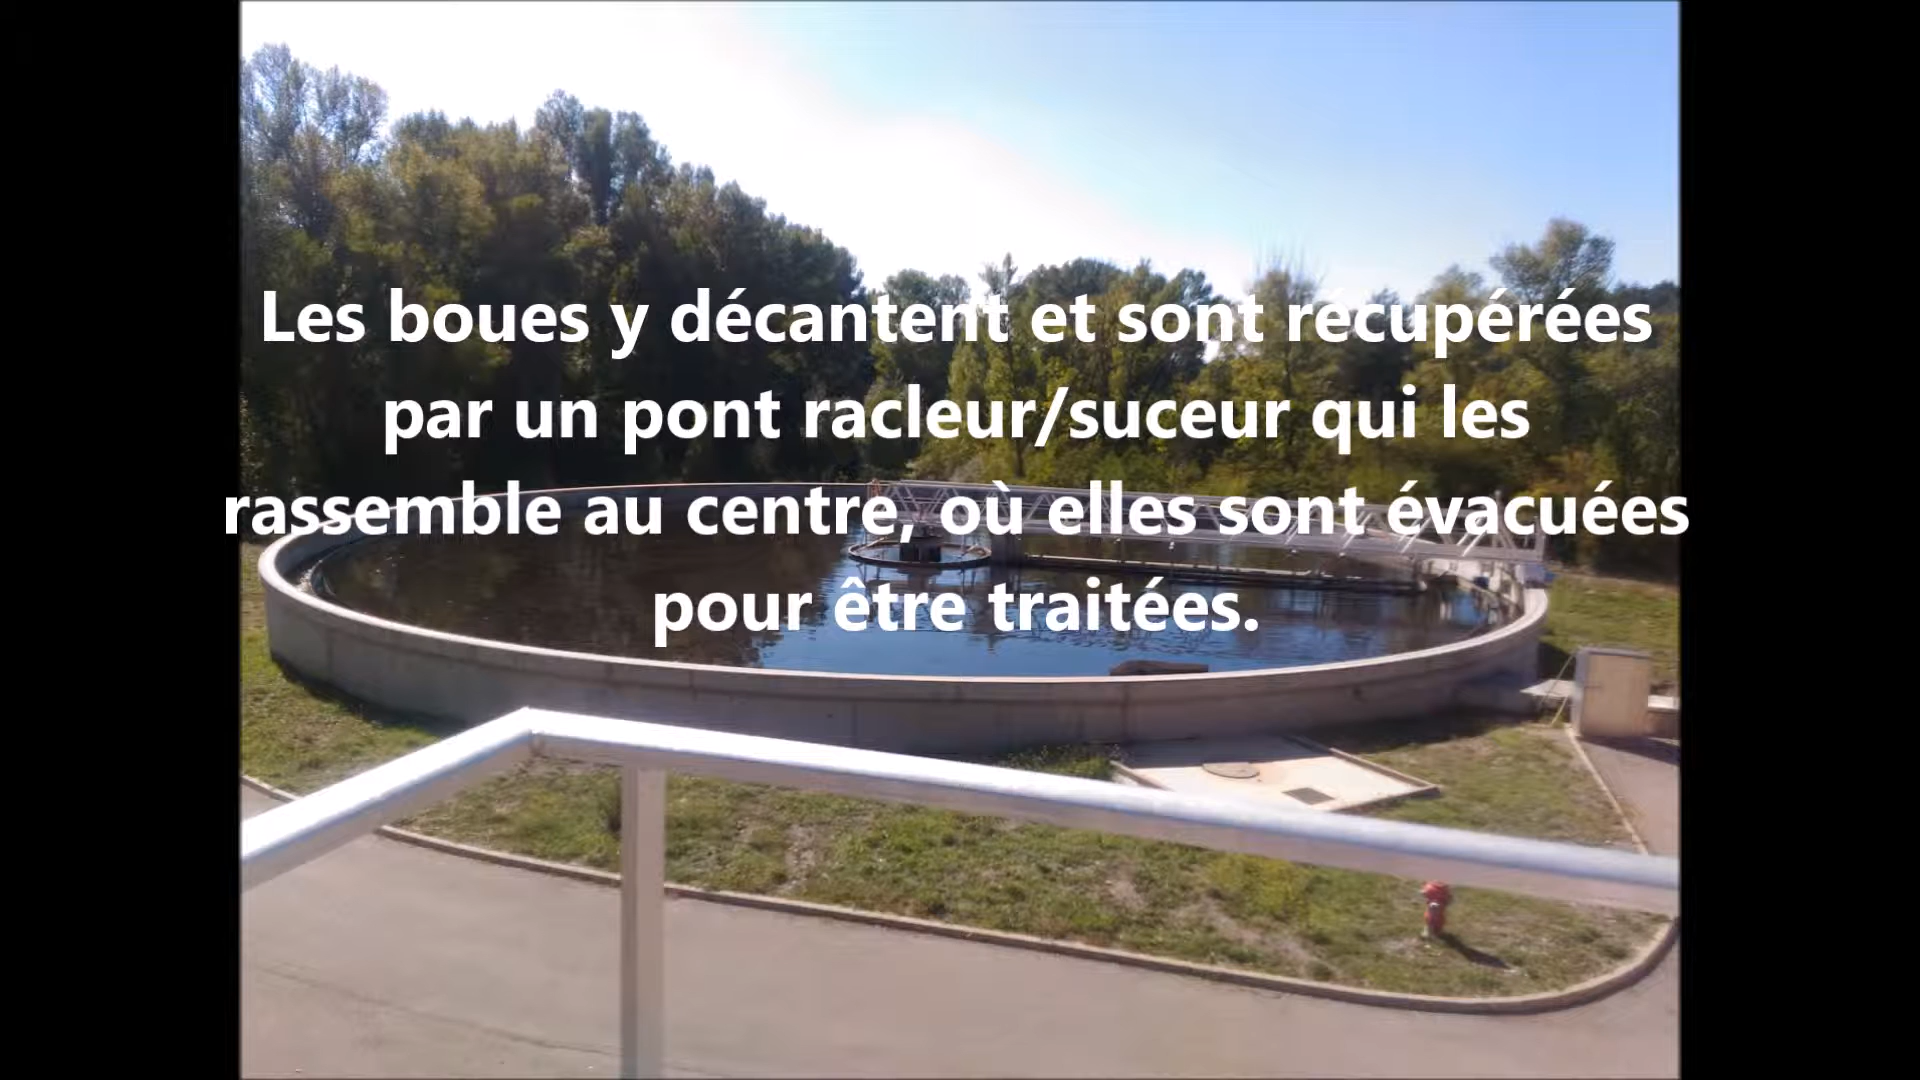 Les boues y décantent et sont récupérées
par un pont racleur/suceur qui les
rassemble au centre, où elles sont évacuées
pour être traitées.